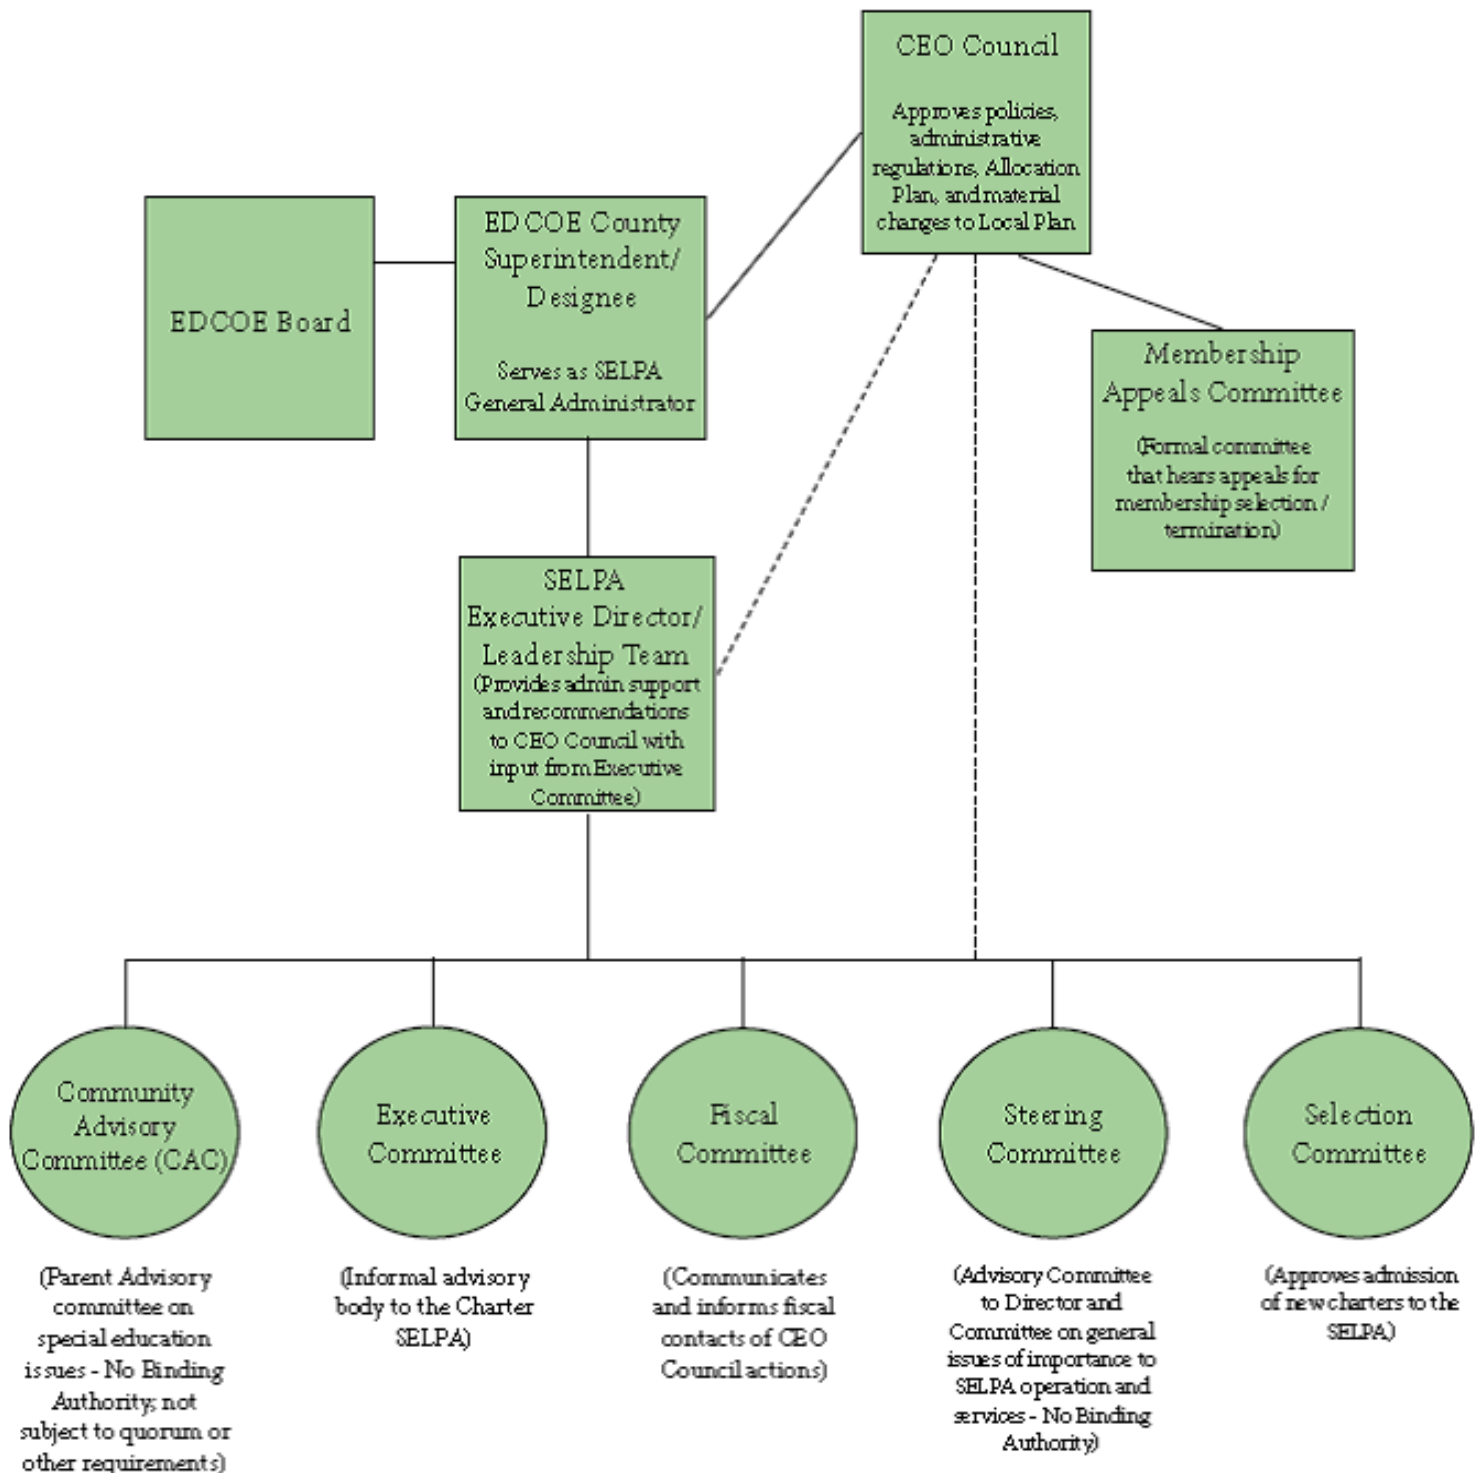 CEO Council
Approves policies,
administrative
regulations, Allocation
Plan, and material
changes to Local Plan
EDCOE Board
EDCOE County
Superintendent/
Designee
Serves as SELPA
General Administrator
Membership
Appeals Committee
(Formal committee
that hears appeals for
membership selection /
termination)
SELPA
Executive Director/
Leadership Team
(Provides admin support
and recommendations
to CEO Council with
input from Executive
Committee)
Community
Advisory
Committee (CAC)
(Parent Advisory
committee on
special education
issues - No Binding
Authority; not
subject to quorum or
other requirements)
Executive
Committee
(Informal advisory
body to the Charter
SELPA)
Fiscal
Committee
(Communicates
and informs fiscal
contacts of CEO
Council actions)
Steering
Committee
(Advisory Committee
to Director and
Committee on general
issues of importance to
SELPA operation and
services - No Binding
Authority)
Selection
Committee
(Approves admission
of new charters to the
SELPA)